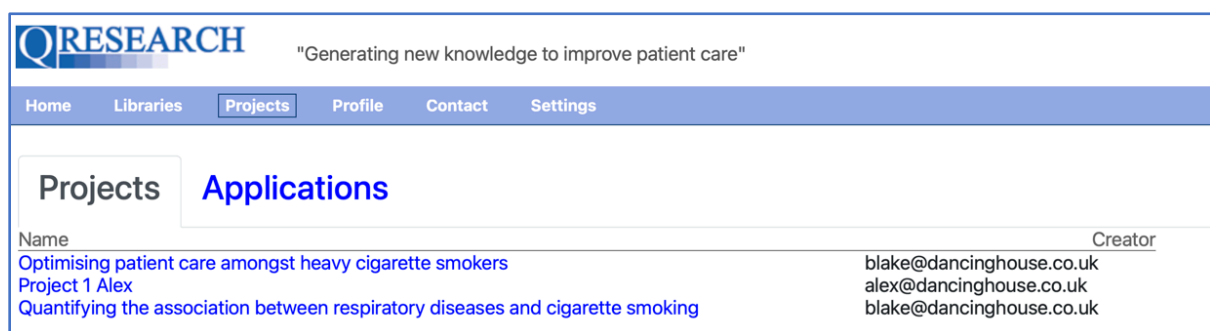 QRESEARCH "Generating new knowledge to improve patient care"
Home Libraries Projects Profile Contact Settings
Projects Applications
Name Creator
Optimising patient care amongst heavy cigarette smokers blake@dancinghouse.co.uk
Project 1 Alex alex@dancinghouse.co.uk
Quantifying the association between respiratory diseases and cigarette smoking blake@dancinghouse.co.uk